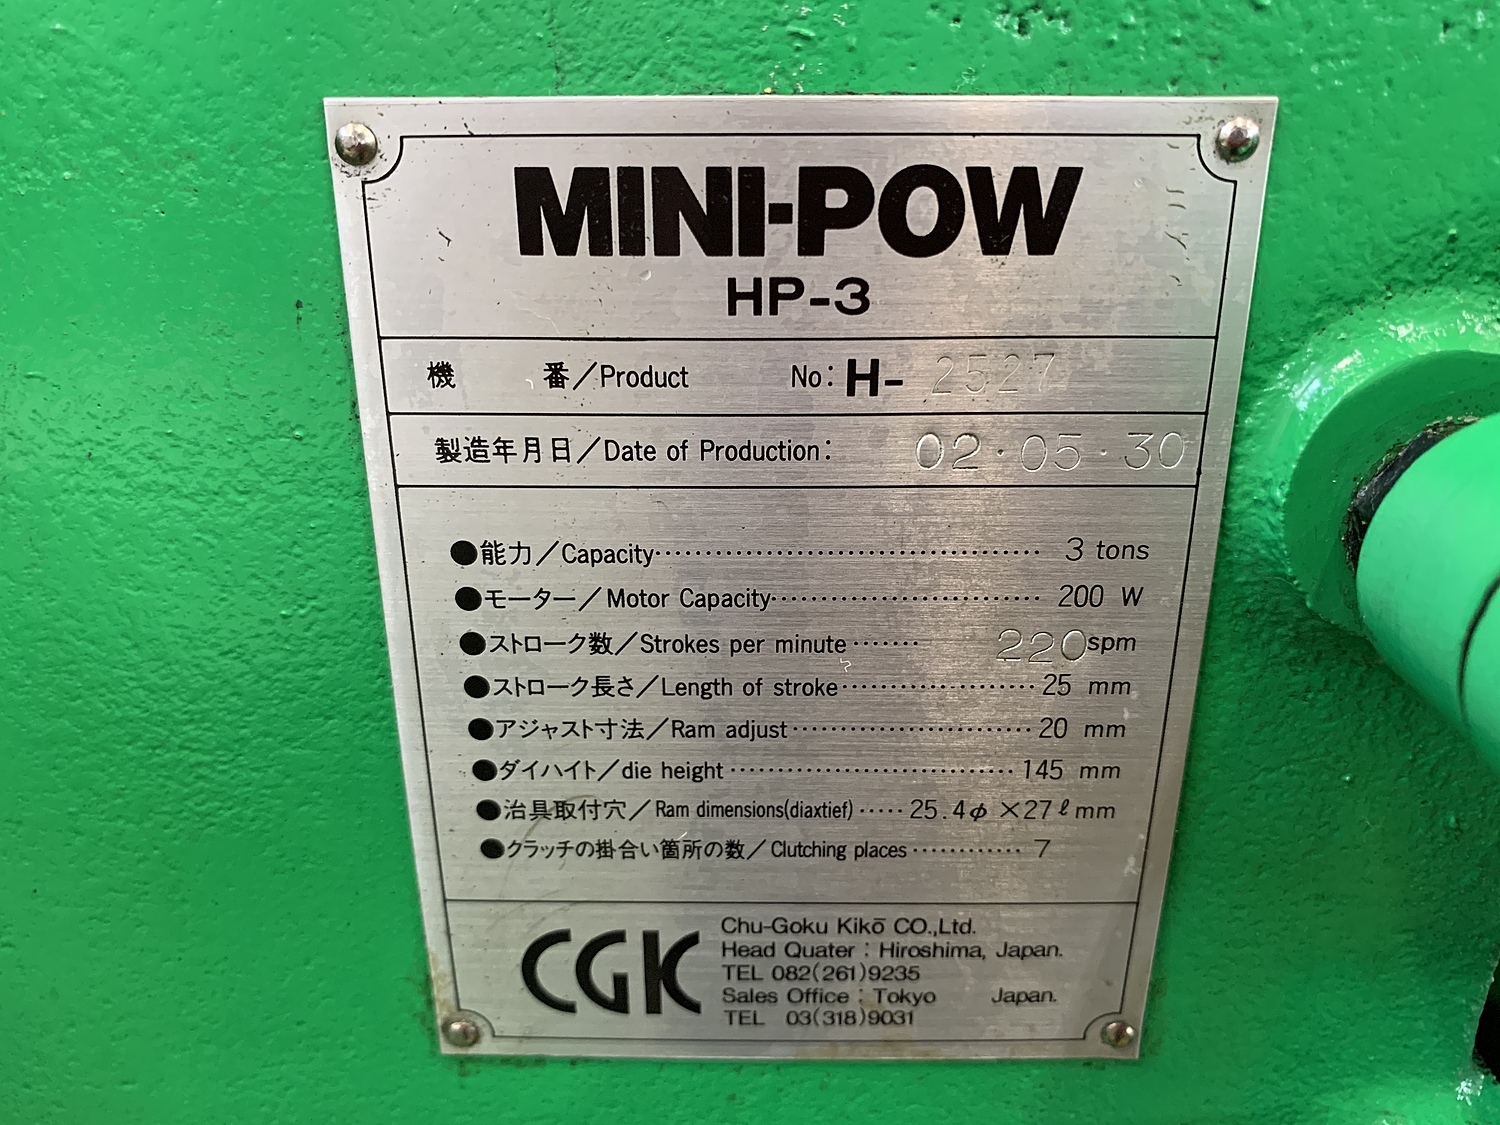 MINI-POW
HP-3
機 番／Product No: H- 2527
製造年月日／Date of Production: 02・05・30
●能力／Capacity 3 tons
●モーター／Motor Capacity 200 W
●ストローク数／Strokes per minute 220 spm
●ストローク長さ／Length of stroke 25 mm
●アジャスト寸法／Ram adjust 20 mm
●ダイハイト／die height 145 mm
●治具取付穴／Ram dimensions(diaxtief) 25.4φ ×27ℓ mm
●クラッチの掛合い箇所の数／Clutching places 7
CGK
Chu-Goku Kikō CO.,Ltd.
Head Quater : Hiroshima, Japan.
TEL 082(261)9235
Sales Office : Tokyo Japan.
TEL 03(318)9031